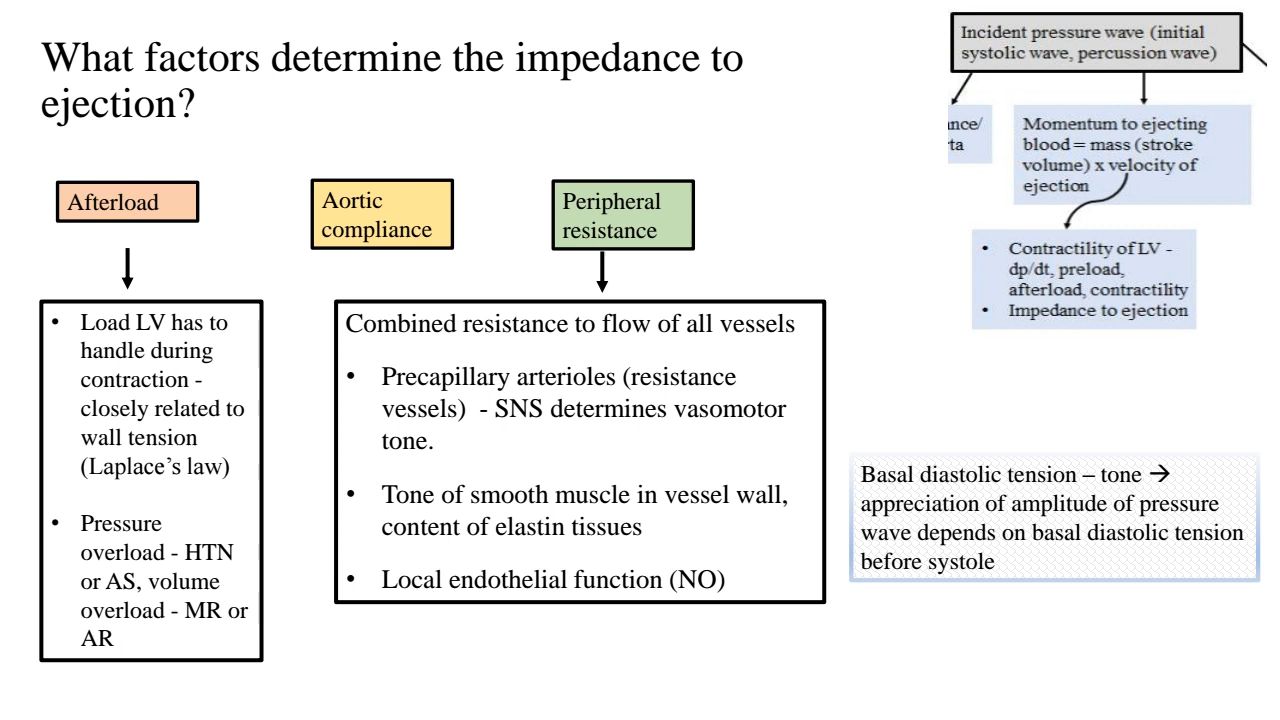 What factors determine the impedance to
ejection?
Incident pressure wave (initial
systolic wave, percussion wave)
ance/
ta
Momentum to ejecting
blood = mass (stroke
volume) x velocity of
ejection
• Contractility of LV -
dp/dt, preload,
afterload, contractility
• Impedance to ejection
Afterload
Aortic
compliance
Peripheral
resistance
• Load LV has to
handle during
contraction -
closely related to
wall tension
(Laplace’s law)
• Pressure
overload - HTN
or AS, volume
overload - MR or
AR
Combined resistance to flow of all vessels
• Precapillary arterioles (resistance
vessels) - SNS determines vasomotor
tone.
• Tone of smooth muscle in vessel wall,
content of elastin tissues
• Local endothelial function (NO)
Basal diastolic tension – tone →
appreciation of amplitude of pressure
wave depends on basal diastolic tension
before systole